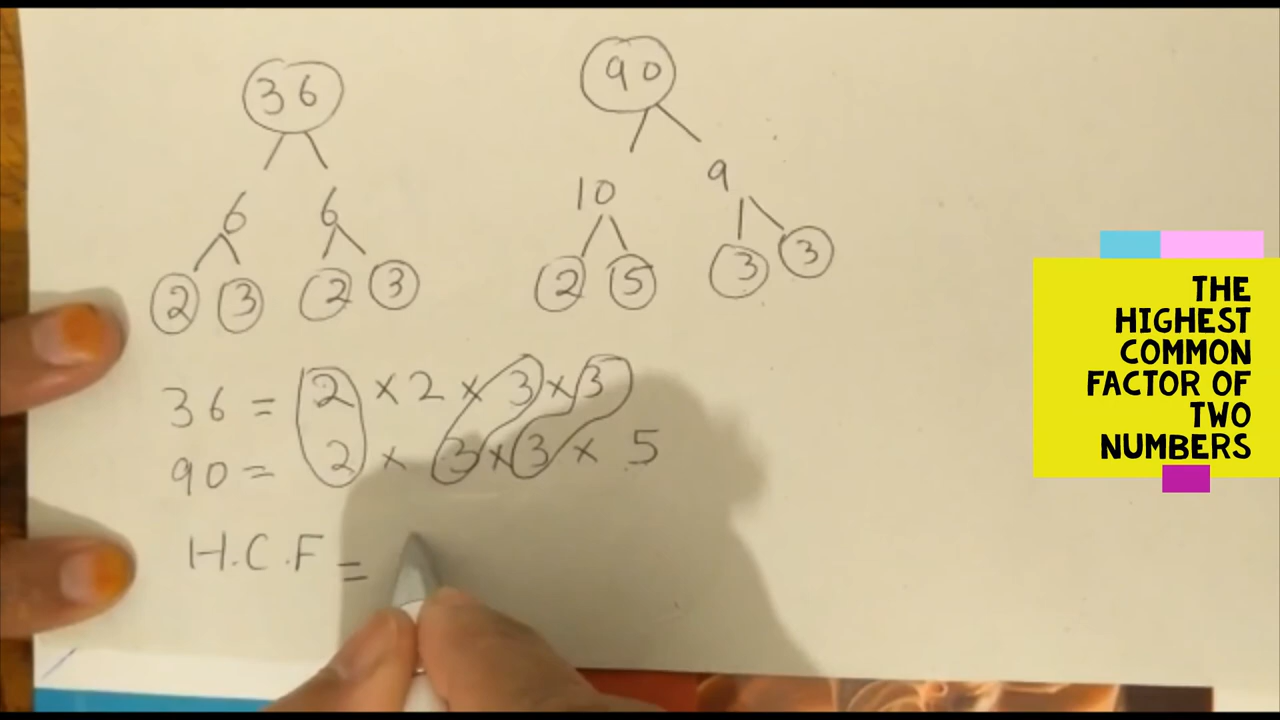 36
90
6 6
10 9
2 3 2 3
2 5 3 3
36 = 2 × 2 × 3 × 3
90 = 2 × 3 × 3 × 5
H.C.F =
THE
HIGHEST
COMMON
FACTOR OF
TWO
NUMBERS